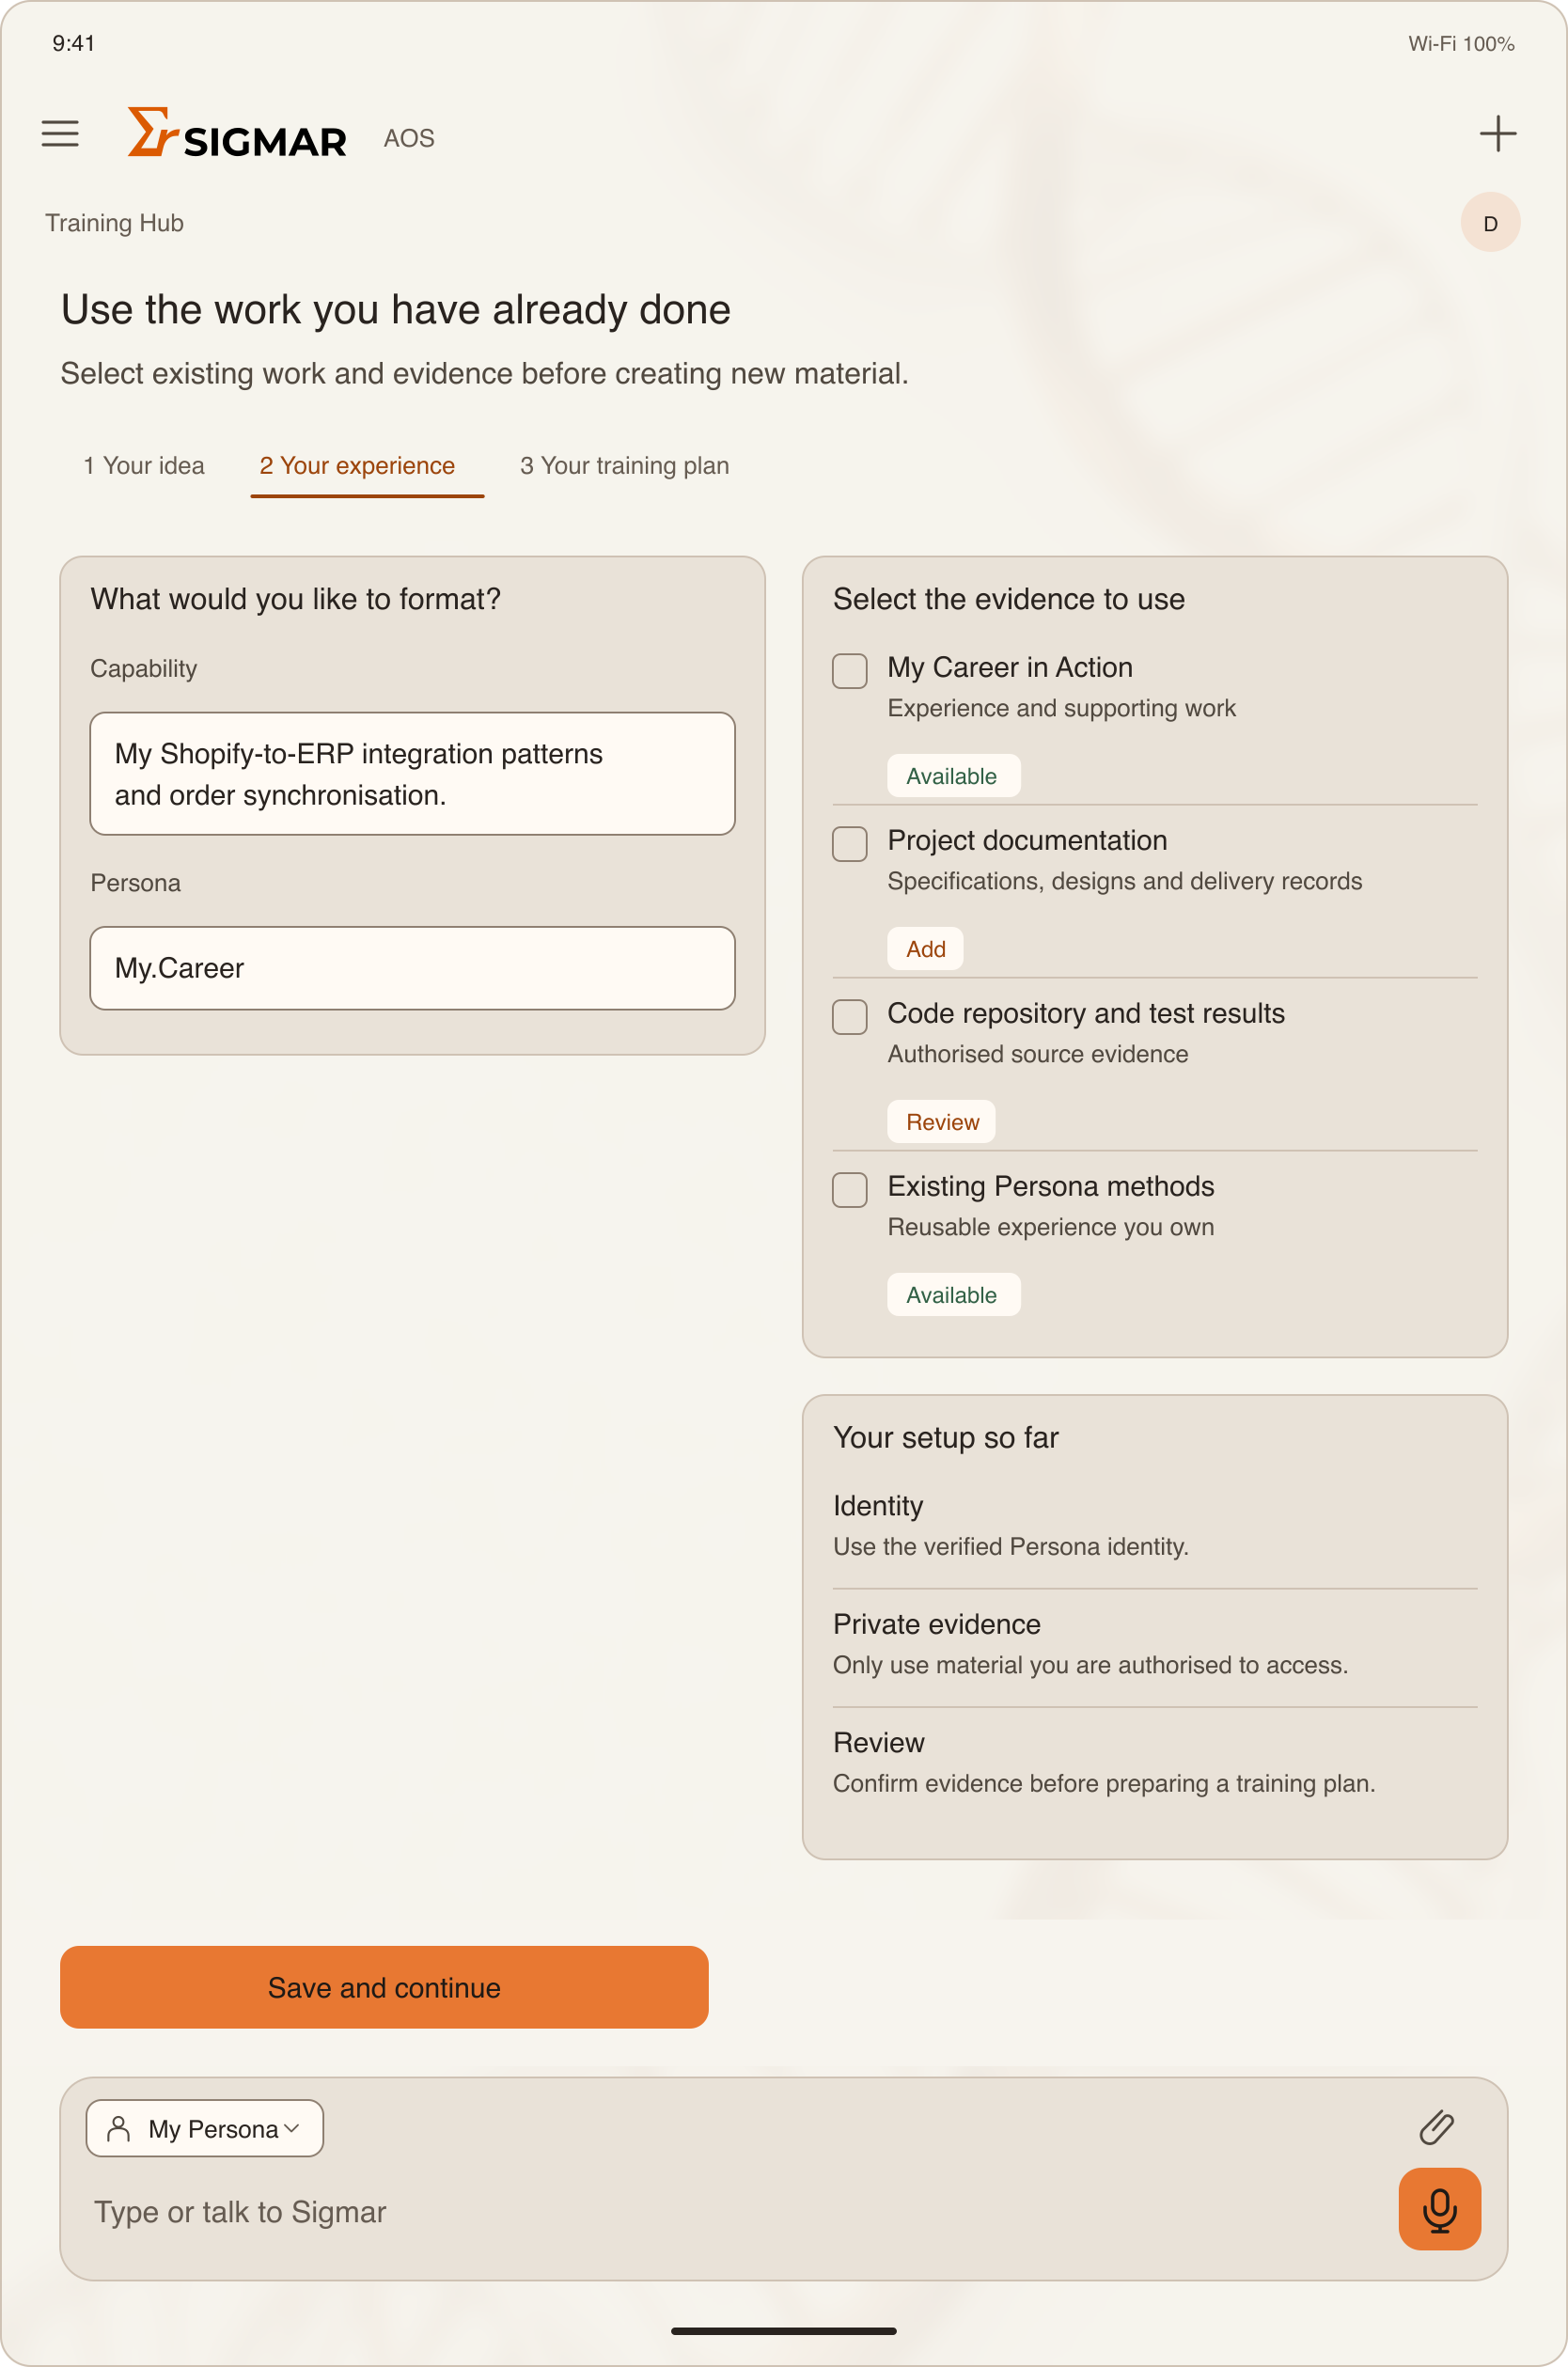 9:41
Wi-Fi 100%
Σr SIGMAR AOS
Training Hub
D
Use the work you have already done
Select existing work and evidence before creating new material.
1 Your idea
2 Your experience
3 Your training plan
What would you like to format?
Capability
My Shopify-to-ERP integration patterns
and order synchronisation.
Persona
My.Career
Select the evidence to use
My Career in Action
Experience and supporting work
Available
Project documentation
Specifications, designs and delivery records
Add
Code repository and test results
Authorised source evidence
Review
Existing Persona methods
Reusable experience you own
Available
Your setup so far
Identity
Use the verified Persona identity.
Private evidence
Only use material you are authorised to access.
Review
Confirm evidence before preparing a training plan.
Save and continue
My Persona
Type or talk to Sigmar